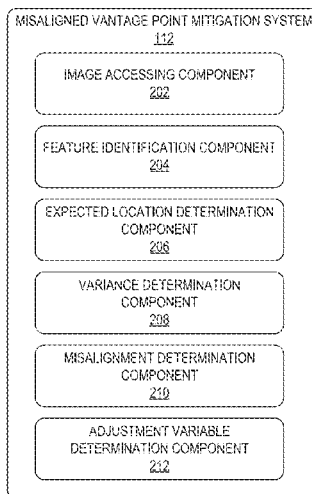 MISALIGNED VANTAGE POINT MITIGATION SYSTEM
112
IMAGE ACCESSING COMPONENT
202
FEATURE IDENTIFICATION COMPONENT
204
EXPECTED LOCATION DETERMINATION
COMPONENT
206
VARIANCE DETERMINATION
COMPONENT
208
MISALIGNMENT DETERMINATION
COMPONENT
210
ADJUSTMENT VARIABLE
DETERMINATION COMPONENT
212